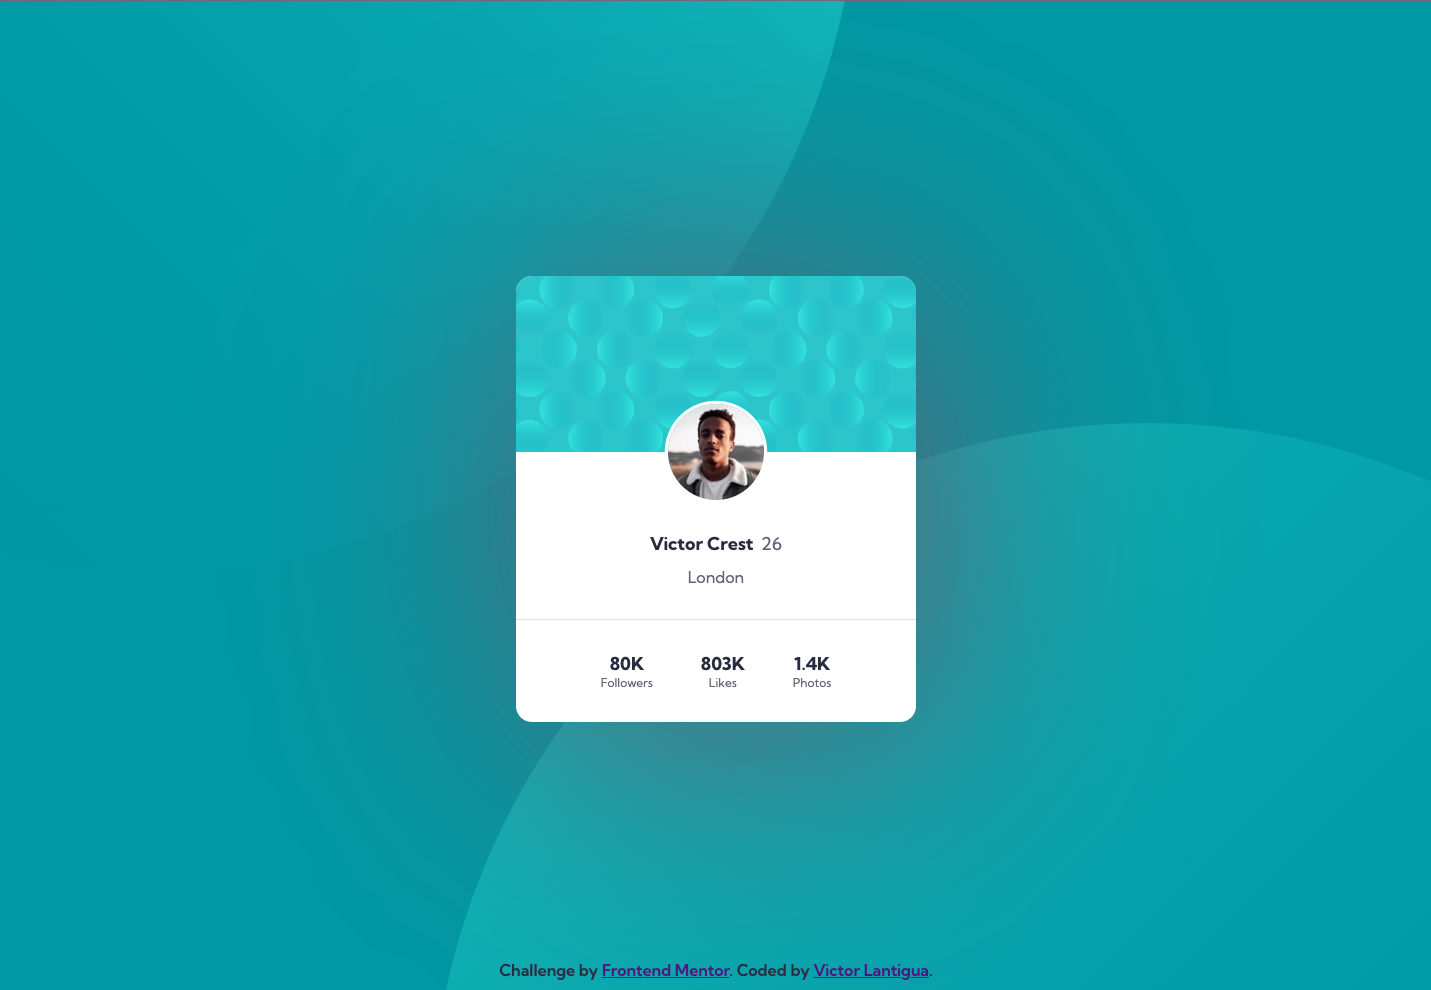 Victor Crest 26
London
80K 803K 1.4K
Followers Likes Photos
Challenge by Frontend Mentor. Coded by Victor Lantigua.